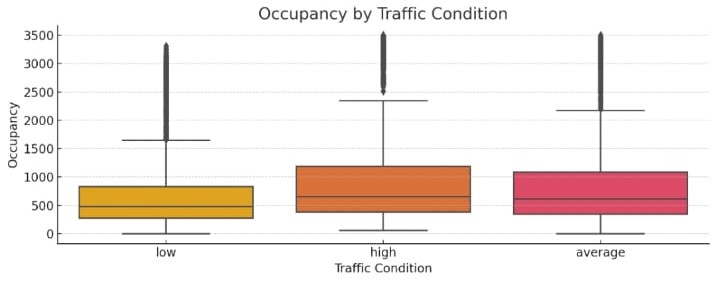 Occupancy by Traffic Condition
3500
3000
2500
2000
1500
1000
500
0
Occupancy
low
high
average
Traffic Condition